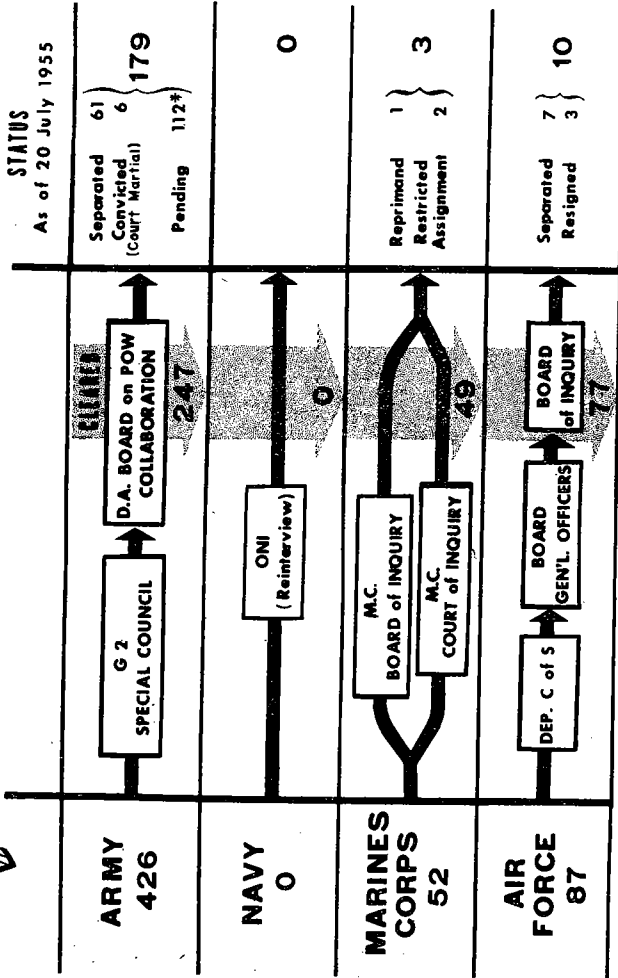 STATUS
As of 20 July 1955
ARMY
426
G 2
SPECIAL COUNCIL
CLEARED
D.A. BOARD on POW
COLLABORATION
247
Separated 61
Convicted 6
(Court Martial)
179
Pending 112*
NAVY
0
ONI
(Reinterview)
0
0
MARINES
CORPS
52
M.C.
BOARD of INQUIRY
M.C.
COURT of INQUIRY
49
Reprimand 1
Restricted
Assignment 2
3
AIR
FORCE
87
DEP. C of S
BOARD
GEN'L. OFFICERS
BOARD
of INQUIRY
77
Separated 7
Resigned 3
10